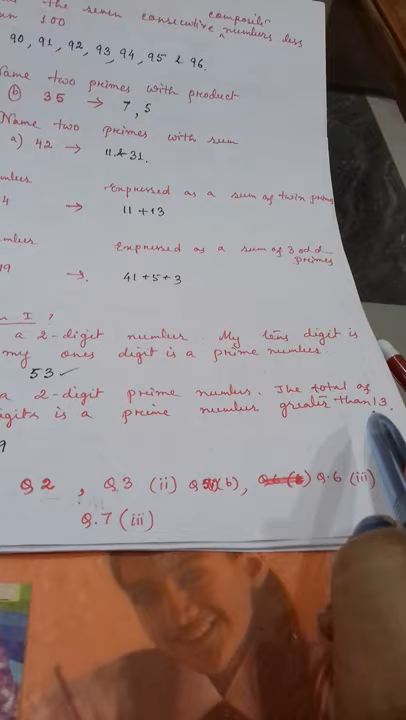 the seven consecutive composite numbers less
100
90, 91, 92, 93, 94, 95 & 96.
Name two primes with product
(b) 35 → 7, 5
Name two primes with sum
a) 42 → 11 & 31.
Expressed as a sum of twin prim
4 → 11 + 13
Expressed as a sum of 3 odd primes
9 → 41 + 5 + 3
I,
a 2-digit number. My tens digit is
my ones digit is a prime number.
53 ✓
a 2-digit prime number. The total of
digits is a prime number greater than 13.
9
Q 2, Q 3 (ii) (b), Q.6 (iii)
Q.7 (iii)